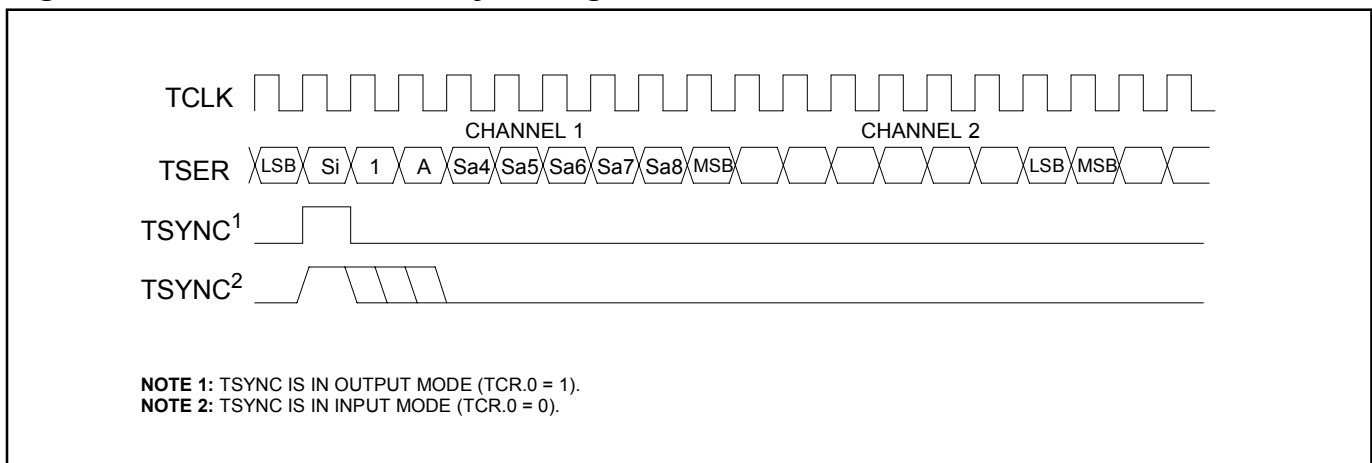 TCLK
CHANNEL 1 CHANNEL 2
TSER LSB Si 1 A Sa4 Sa5 Sa6 Sa7 Sa8 MSB LSB MSB
TSYNC1
TSYNC2
NOTE 1: TSYNC IS IN OUTPUT MODE (TCR.0 = 1).
NOTE 2: TSYNC IS IN INPUT MODE (TCR.0 = 0).